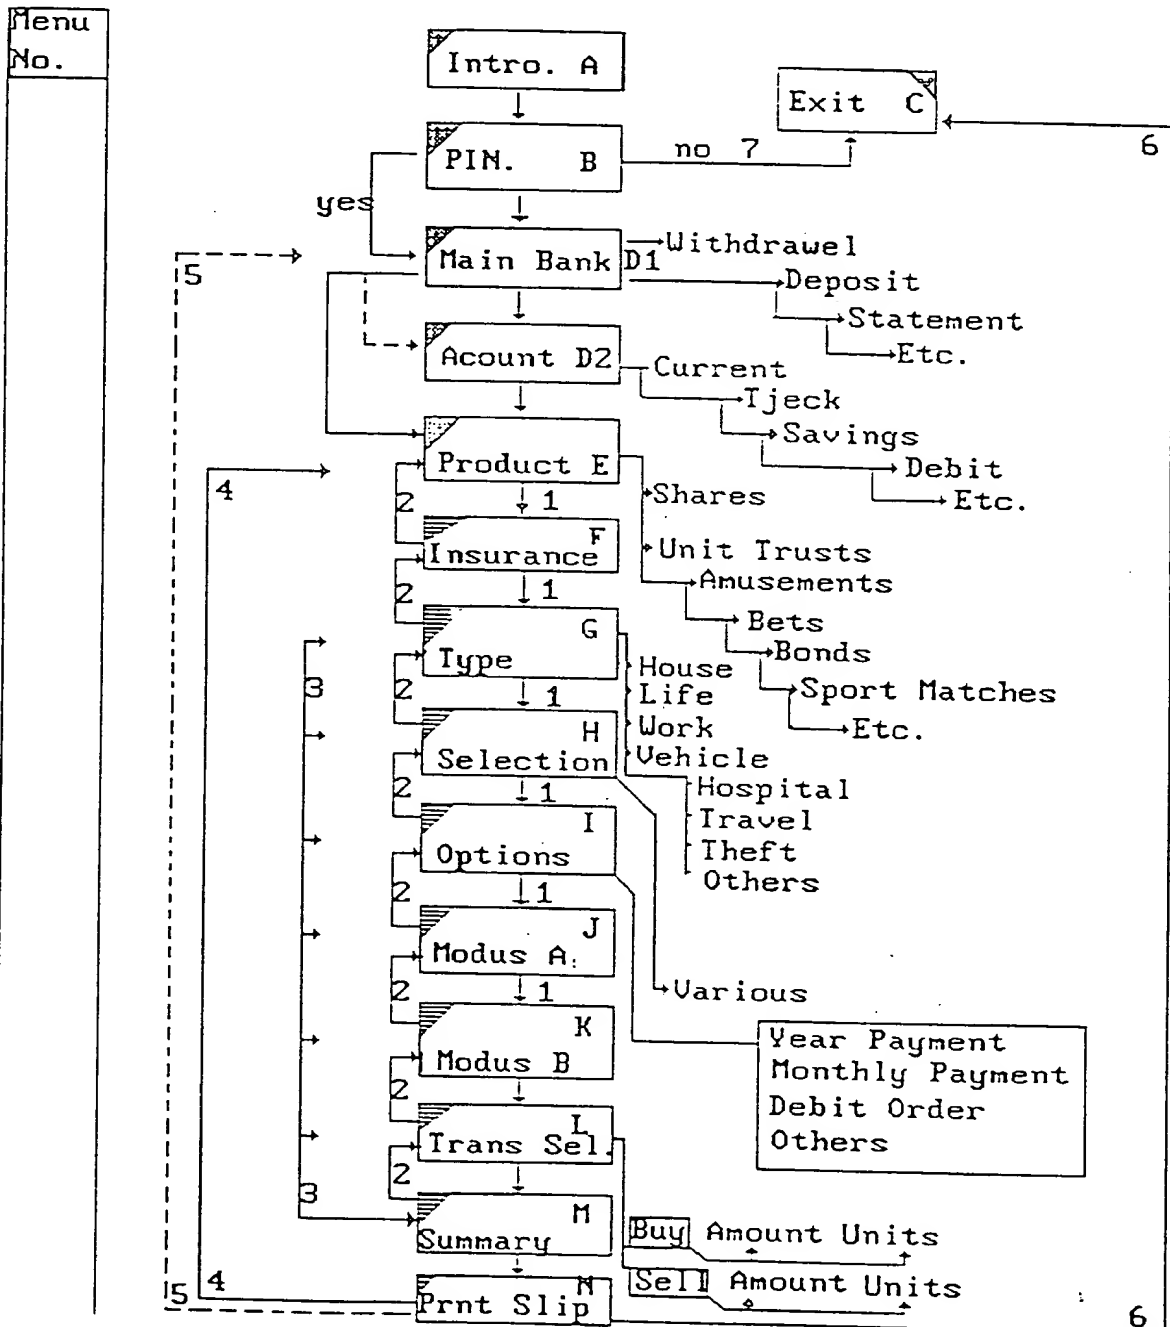 Menu
No.
Intro. A
Exit C
PIN. B
no 7
6
yes
Main Bank D1
Withdrawel
5
Deposit
Statement
Etc.
Acount D2
Current
Tjeck
Savings
Debit
Etc.
Product E
4
2
1
Shares
F
Insurance
Unit Trusts
Amusements
2
1
G
Type
Bets
Bonds
House
Sport Matches
3
2
1
Life
Work
Etc.
H
Selection
Vehicle
2
1
Hospital
I
Options
Travel
Theft
Others
2
1
J
Modus A.
2
1
Various
K
Modus B
Year Payment
Monthly Payment
Debit Order
Others
2
L
Trans Sel.
2
3
M
Summary
Buy Amount Units
4
5
N
Prnt Slip
Sell Amount Units
6